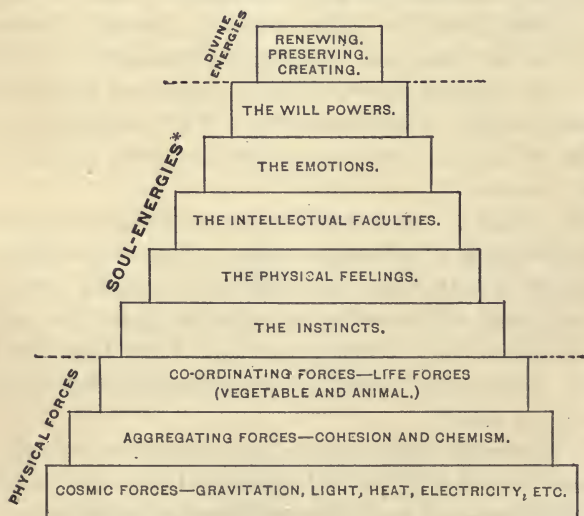 DIVINE
ENERGIES
RENEWING.
PRESERVING.
CREATING.
SOUL-ENERGIES*
THE WILL POWERS.
THE EMOTIONS.
THE INTELLECTUAL FACULTIES.
THE PHYSICAL FEELINGS.
THE INSTINCTS.
PHYSICAL FORCES
CO-ORDINATING FORCES—LIFE FORCES
(VEGETABLE AND ANIMAL.)
AGGREGATING FORCES—COHESION AND CHEMISM.
COSMIC FORCES—GRAVITATION, LIGHT, HEAT, ELECTRICITY, ETC.